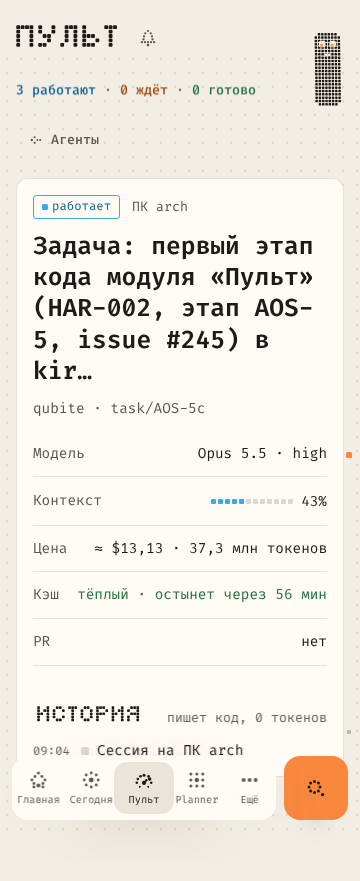 ПУЛЬТ
3 работают · 0 ждёт · 0 готово
Агенты
работает ПК arch
Задача: первый этап
кода модуля «Пульт»
(HAR-002, этап AOS-
5, issue #245) в
kir…
qubite · task/AOS-5c
Модель Opus 5.5 · high
Контекст 43%
Цена ≈ $13,13 · 37,3 млн токенов
Кэш тёплый · остынет через 56 мин
PR нет
ИСТОРИЯ пишет код, 0 токенов
09:04 Сессия на ПК arch
Главная Сегодня Пульт Planner Ещё